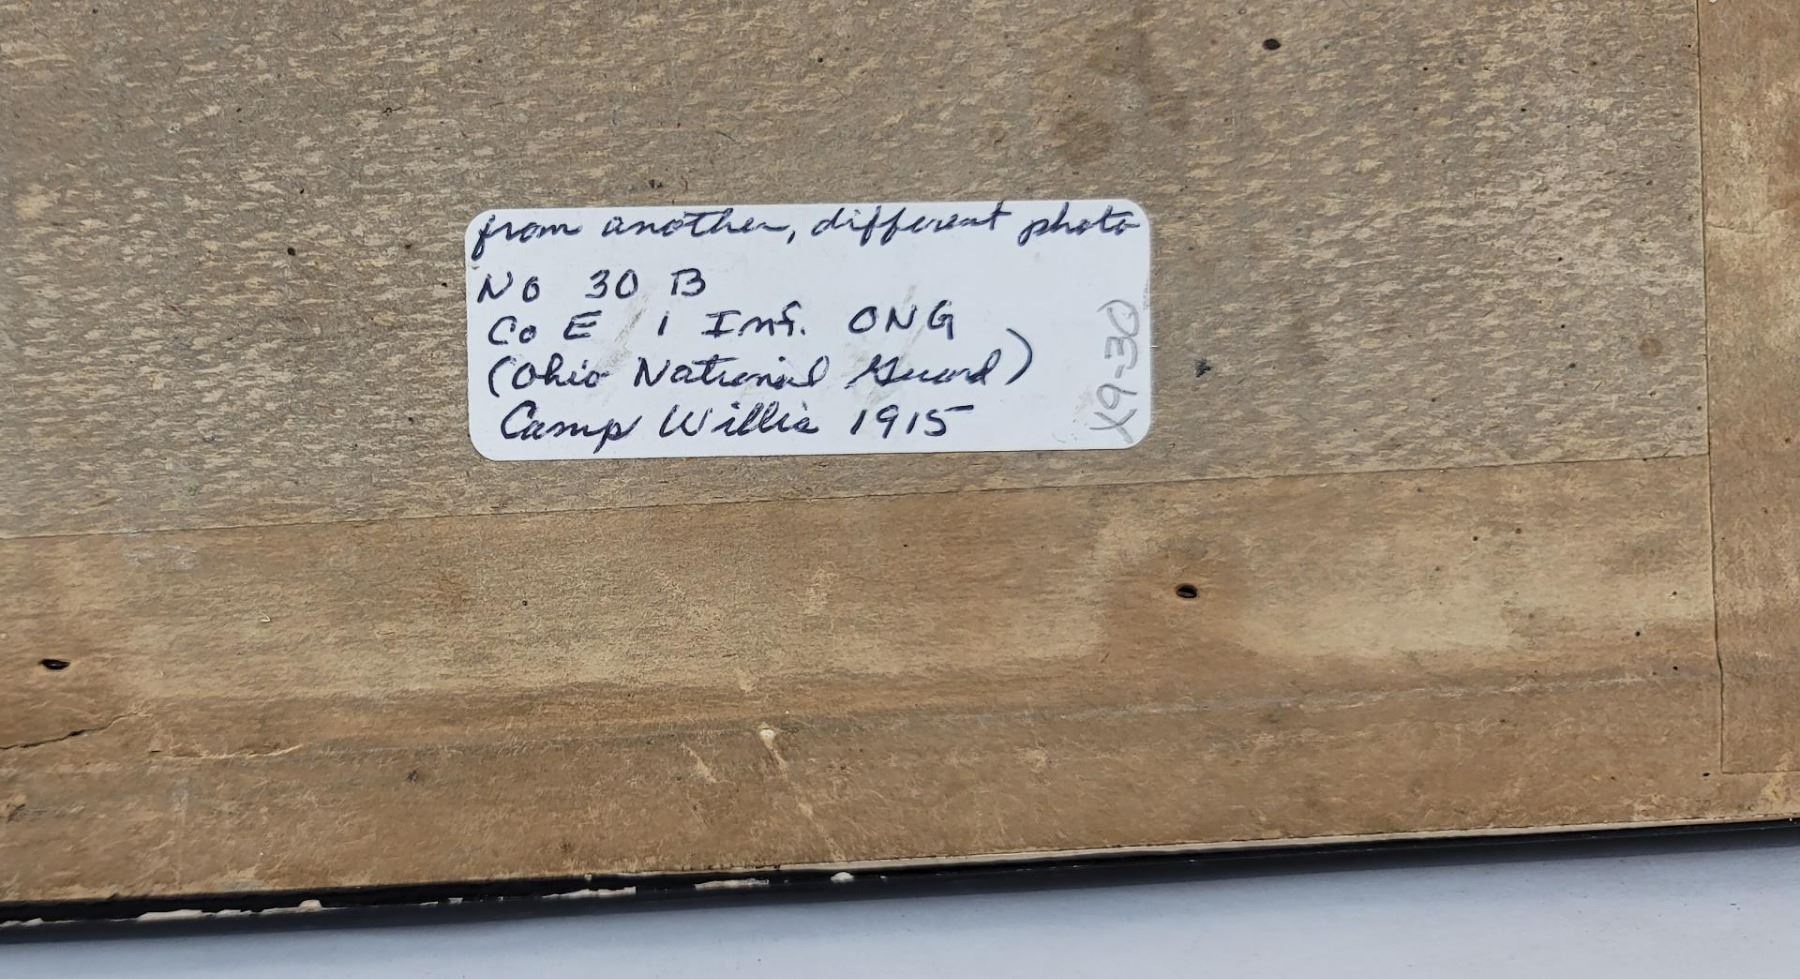 from another, different photo
No 30 B
Co E 1 Inf. ONG
(Ohio National Guard)
Camp Willis 1915
X9-30